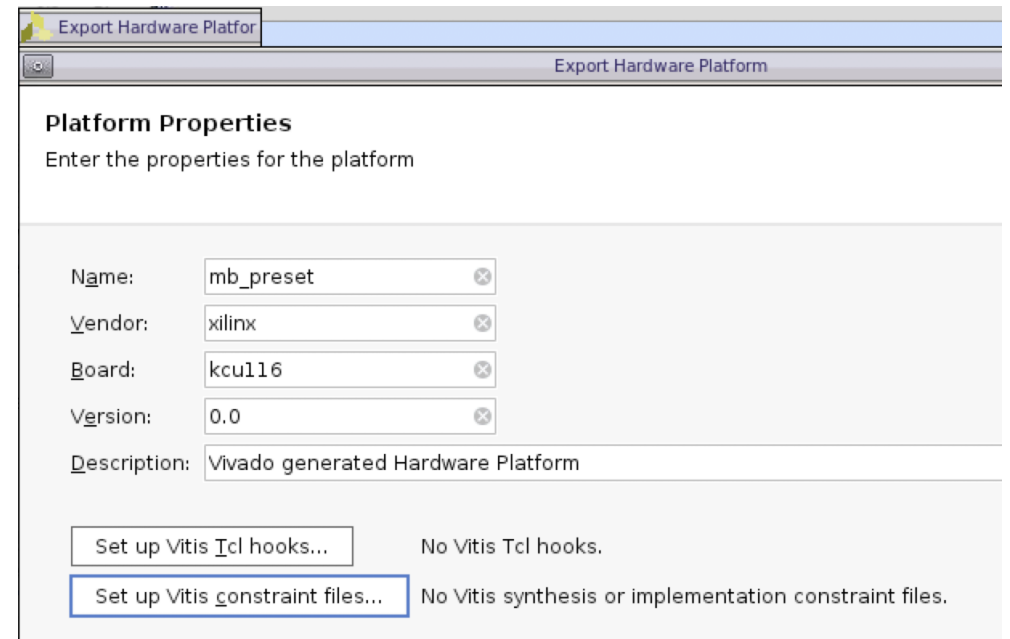 Export Hardware Platfor
Export Hardware Platform
Platform Properties
Enter the properties for the platform
Name: mb_preset
Vendor: xilinx
Board: kcu116
Version: 0.0
Description: Vivado generated Hardware Platform
Set up Vitis Tcl hooks... No Vitis Tcl hooks.
Set up Vitis constraint files... No Vitis synthesis or implementation constraint files.